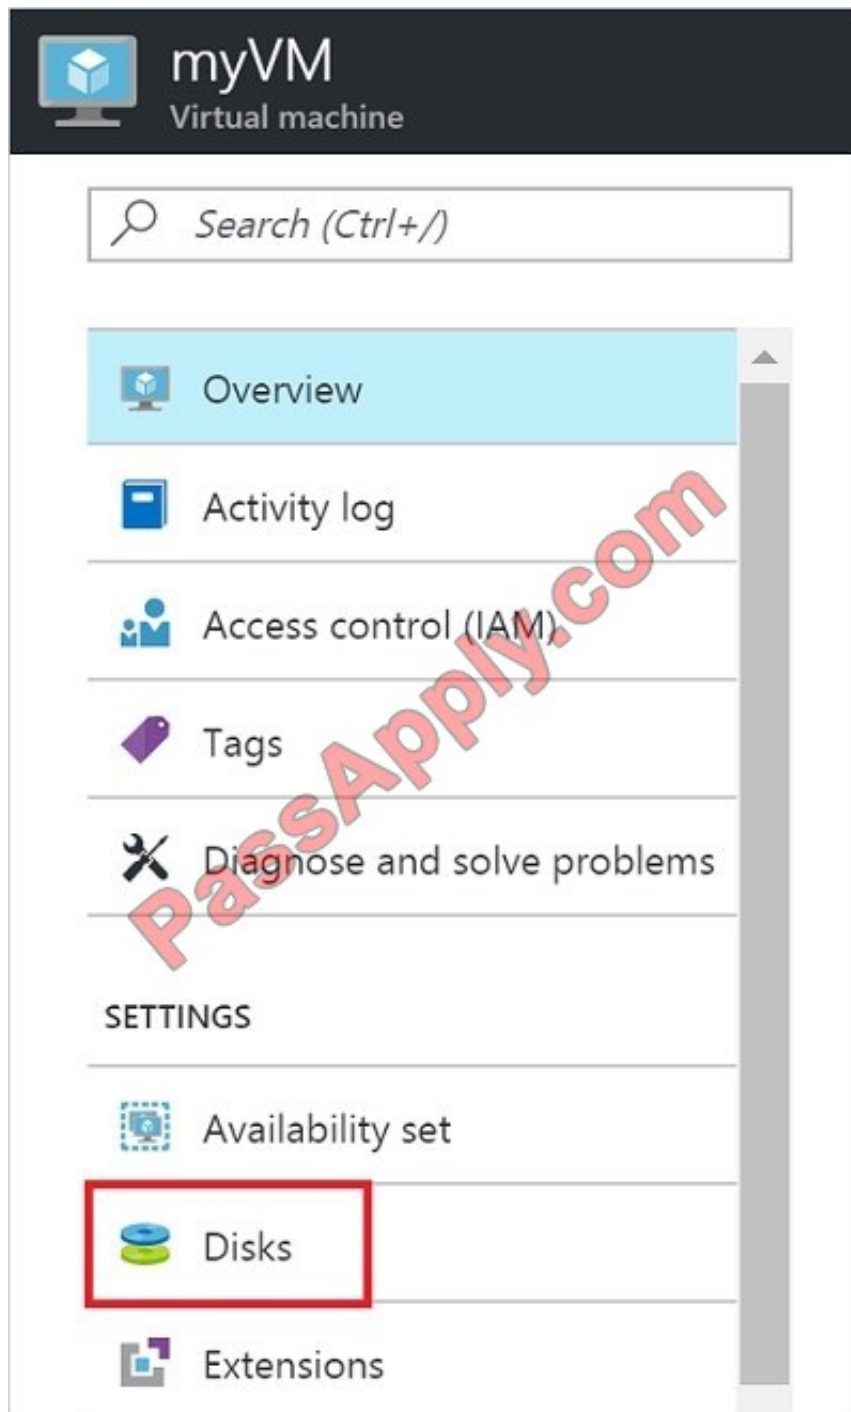 myVM
Virtual machine
Search (Ctrl+/)
Overview
Activity log
Access control (IAM)
Tags
Diagnose and solve problems
SETTINGS
Availability set
Disks
Extensions
PassApply.com